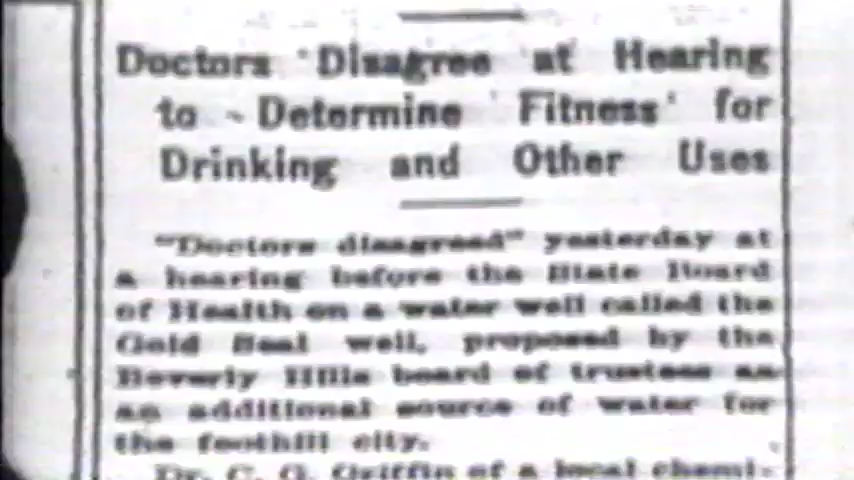 Doctors Disagree at Hearing
to Determine Fitness for
Drinking and Other Uses
"Doctors disagreed" yesterday at
a hearing before the State Board
of Health on a water well called the
Gold Seal well, proposed by the
Beverly Hills board of trustees as
an additional source of water for
the foothill city.
Dr. C. G. Griffin of a local chemi-